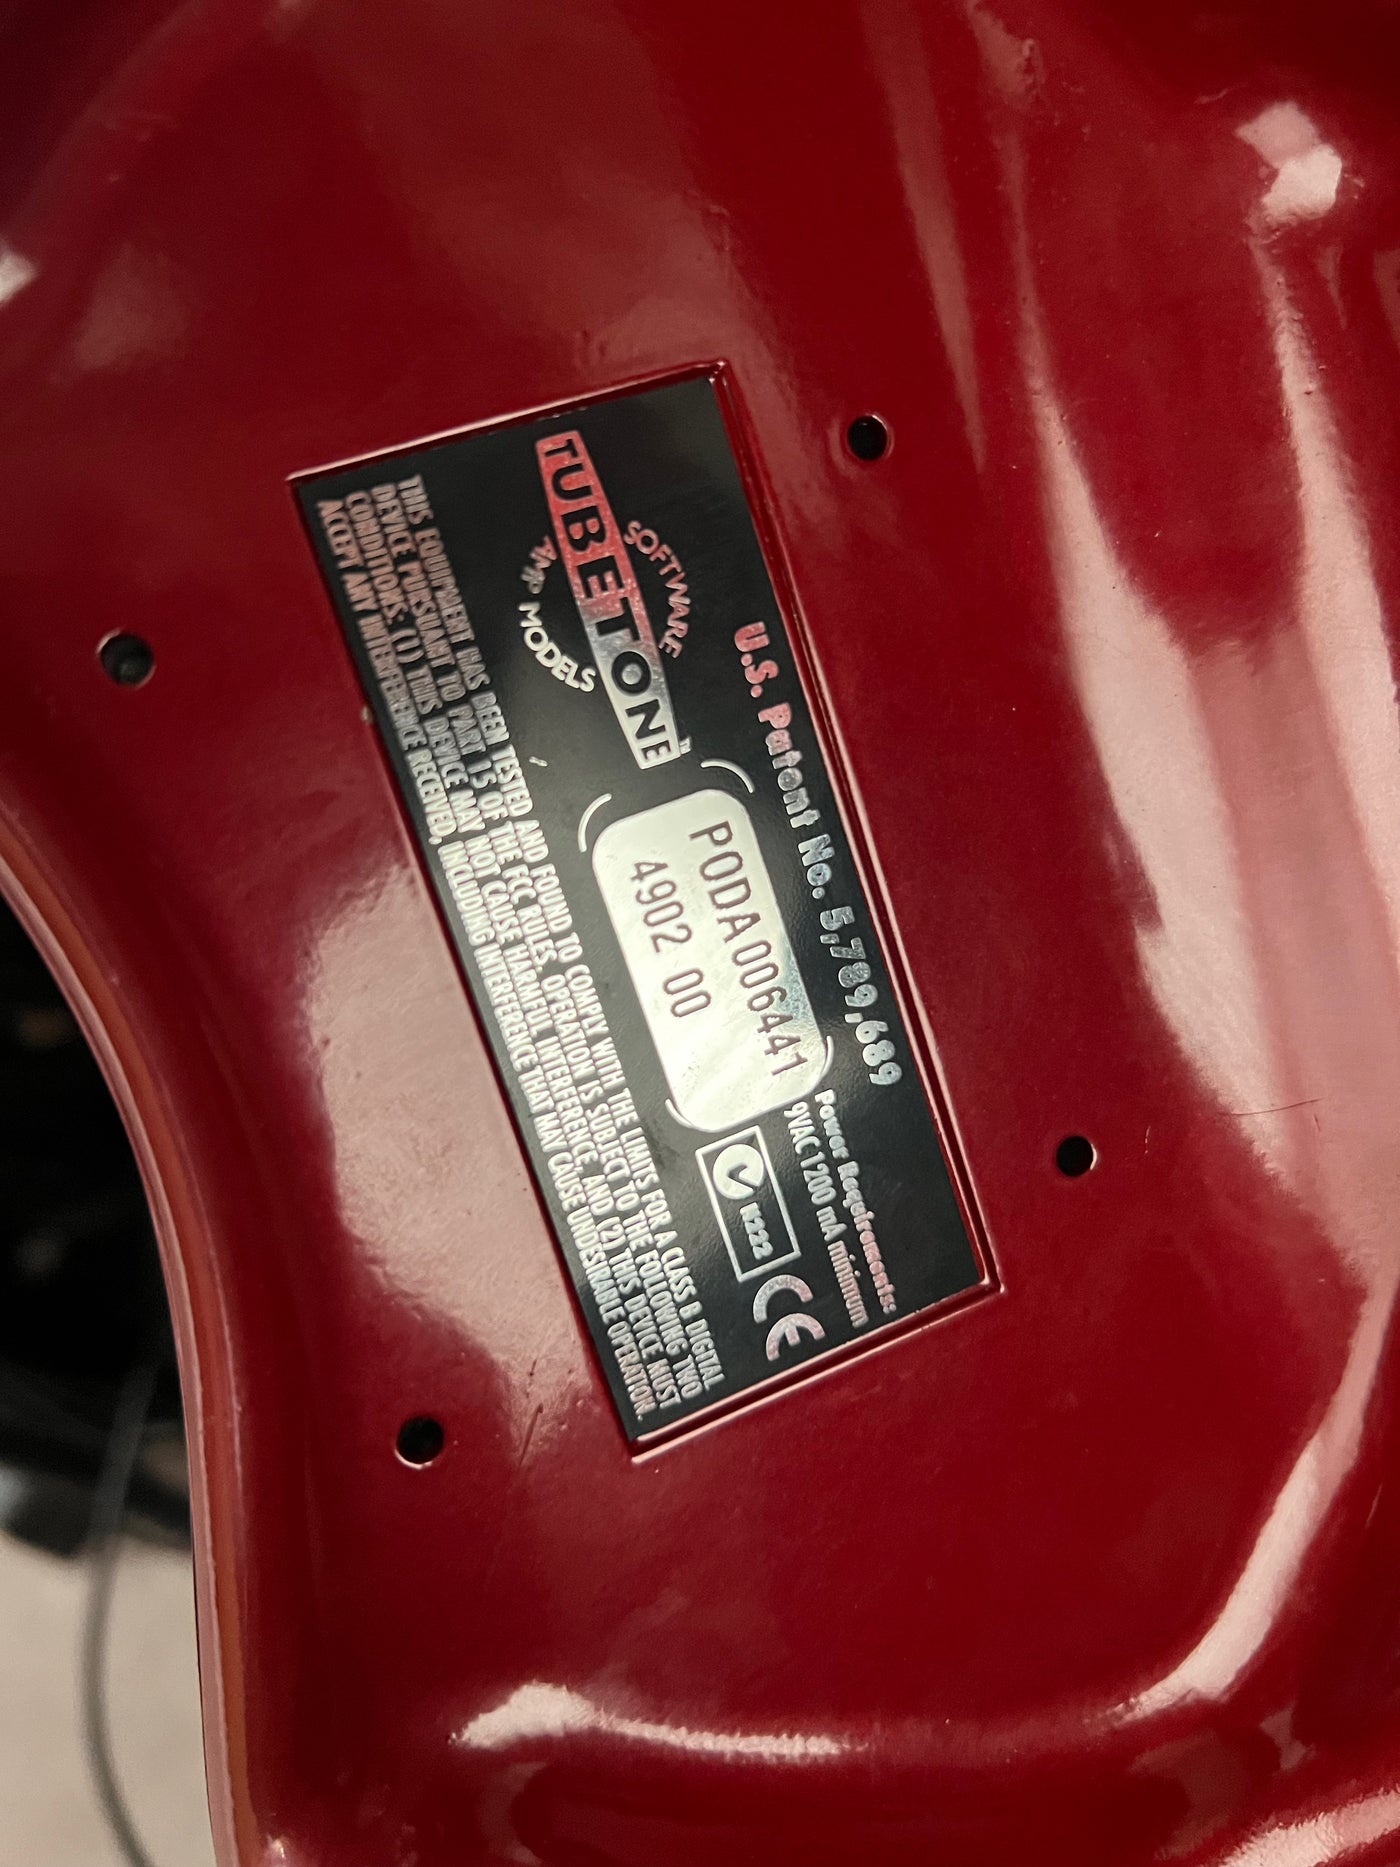 U.S. Patent No. 5,789,689
SOFTWARE
TUBETONE™
AMP MODELS
PODA006441
4902 00
Power Requirements:
9VAC 1200 mA minimum
N222
CE
THIS EQUIPMENT HAS BEEN TESTED AND FOUND TO COMPLY WITH THE LIMITS FOR A CLASS B DIGITAL
DEVICE PURSUANT TO PART 15 OF THE FCC RULES. OPERATION IS SUBJECT TO THE FOLLOWING TWO
CONDITIONS: (1) THIS DEVICE MAY NOT CAUSE HARMFUL INTERFERENCE, AND (2) THIS DEVICE MUST
ACCEPT ANY INTERFERENCE RECEIVED, INCLUDING INTERFERENCE THAT MAY CAUSE UNDESIRABLE OPERATION.